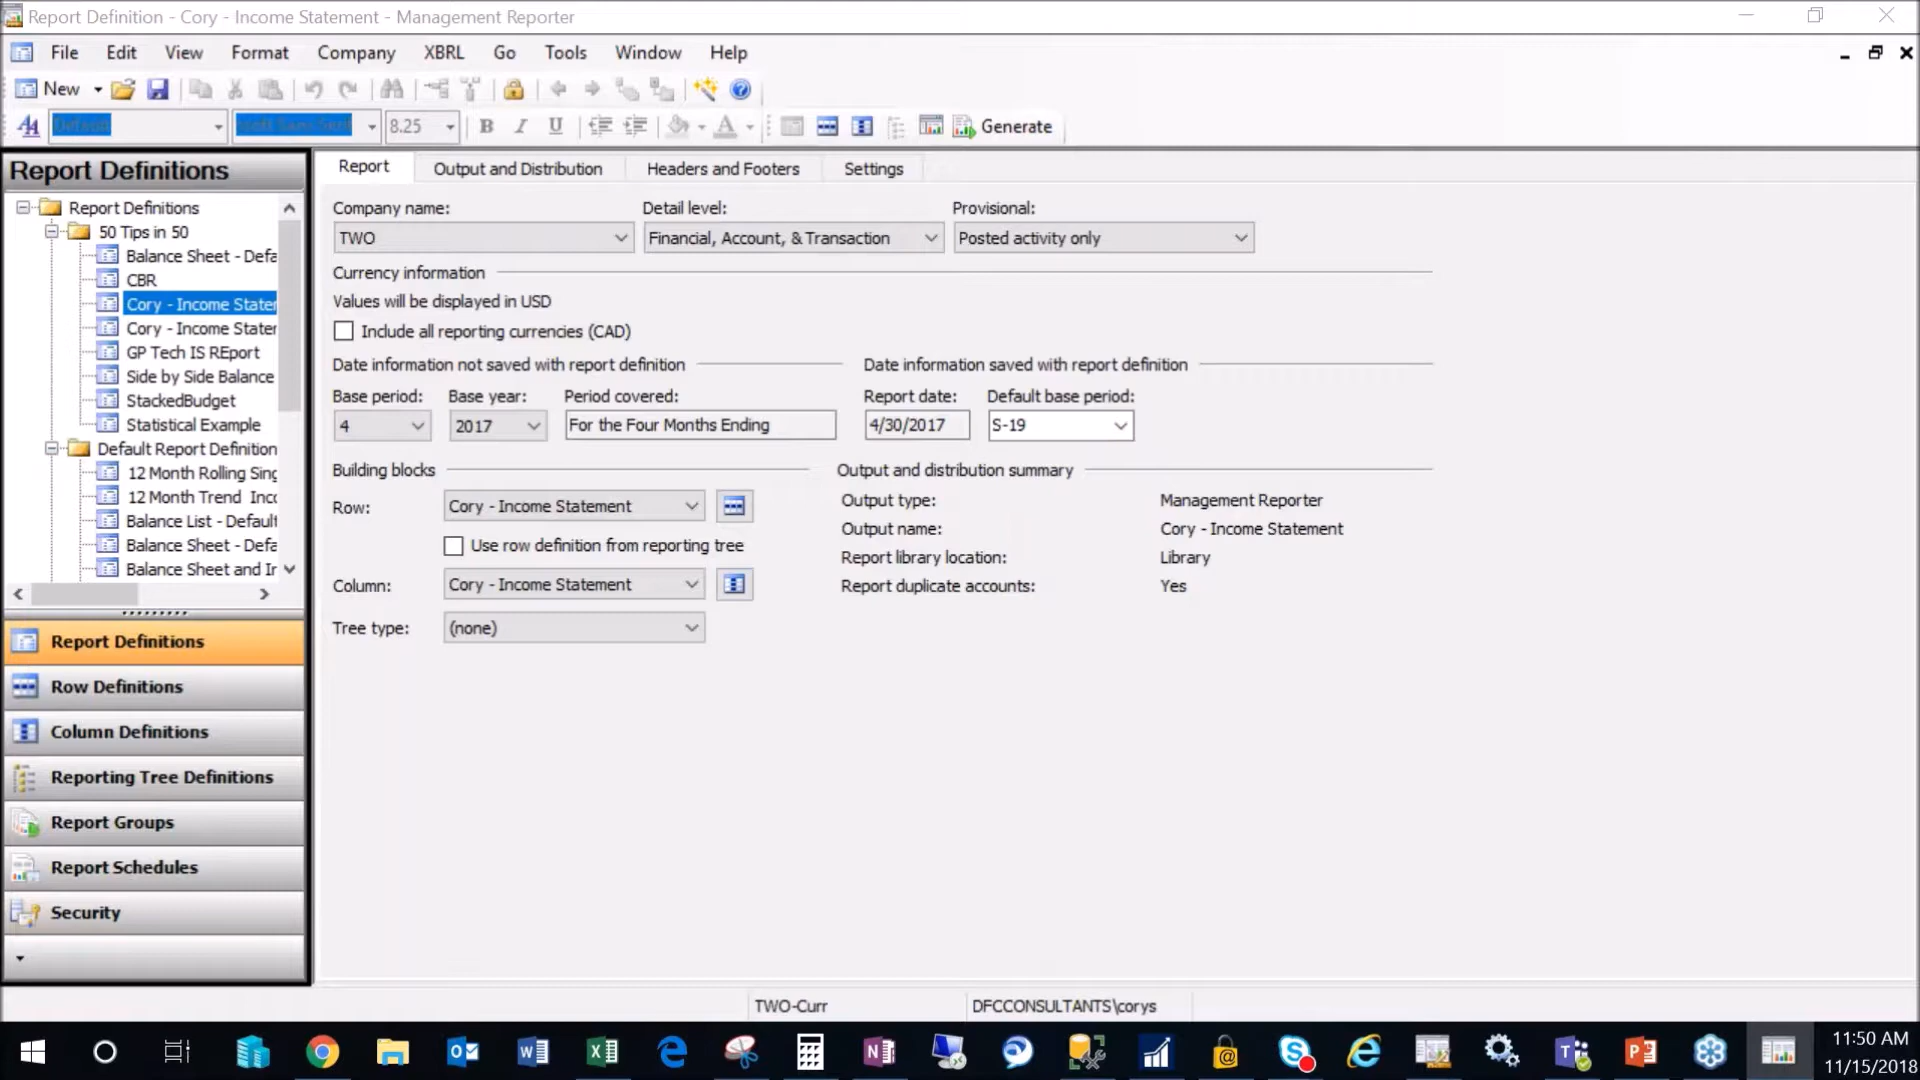 Report Definition - Cory - Income Statement - Management Reporter
File Edit View Format Company XBRL Go Tools Window Help
New
Default 8.25 B I U A Generate
Report Definitions
Report Definitions
50 Tips in 50
Balance Sheet - Defa
CBR
Cory - Income Stater
Cory - Income Stater
GP Tech IS REport
Side by Side Balance
StackedBudget
Statistical Example
Default Report Definition
12 Month Rolling Sing
12 Month Trend Inc
Balance List - Default
Balance Sheet - Defa
Balance Sheet and Ir
Report Definitions
Row Definitions
Column Definitions
Reporting Tree Definitions
Report Groups
Report Schedules
Security
Report Output and Distribution Headers and Footers Settings
Company name: Detail level: Provisional:
TWO Financial, Account, & Transaction Posted activity only
Currency information
Values will be displayed in USD
Include all reporting currencies (CAD)
Date information not saved with report definition Date information saved with report definition
Base period: Base year: Period covered: Report date: Default base period:
4 2017 For the Four Months Ending 4/30/2017 S-19
Building blocks Output and distribution summary
Row: Cory - Income Statement
Use row definition from reporting tree
Column: Cory - Income Statement
Tree type: (none)
Output type: Management Reporter
Output name: Cory - Income Statement
Report library location: Library
Report duplicate accounts: Yes
TWO-Curr DFCCONSULTANTS\corys
11:50 AM
11/15/2018